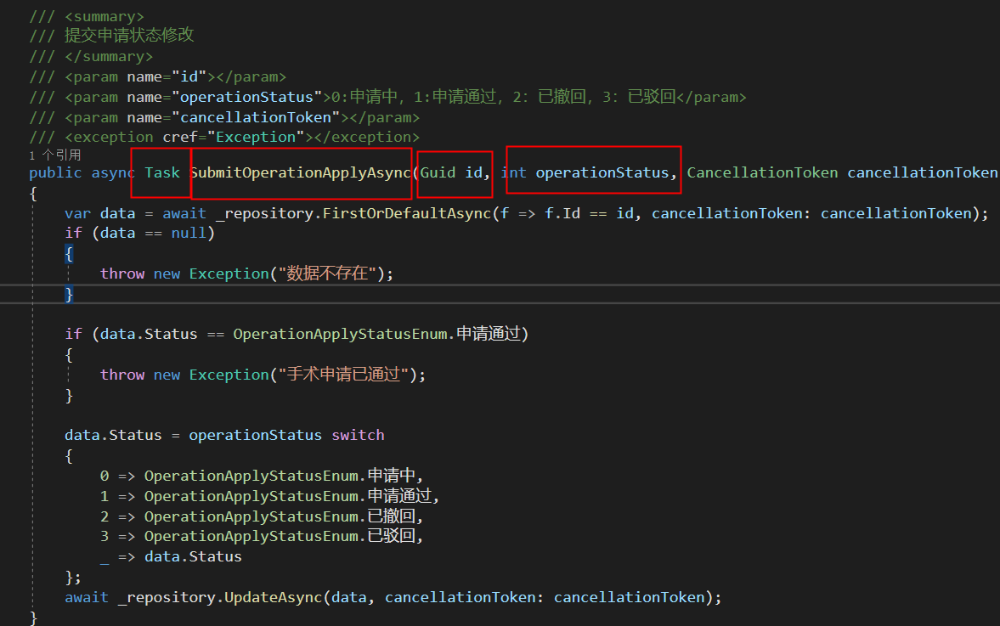 /// <summary>
/// 提交申请状态修改
/// </summary>
/// <param name="id"></param>
/// <param name="operationStatus">0:申请中，1:申请通过，2：已撤回，3：已驳回</param>
/// <param name="cancellationToken"></param>
/// <exception cref="Exception"></exception>
1 个引用
public async Task SubmitOperationApplyAsync(Guid id, int operationStatus, CancellationToken cancellationToken
{
var data = await _repository.FirstOrDefaultAsync(f => f.Id == id, cancellationToken: cancellationToken);
if (data == null)
{
throw new Exception("数据不存在");
}
if (data.Status == OperationApplyStatusEnum.申请通过)
{
throw new Exception("手术申请已通过");
}
data.Status = operationStatus switch
{
0 => OperationApplyStatusEnum.申请中,
1 => OperationApplyStatusEnum.申请通过,
2 => OperationApplyStatusEnum.已撤回,
3 => OperationApplyStatusEnum.已驳回,
_ => data.Status
};
await _repository.UpdateAsync(data, cancellationToken: cancellationToken);
}